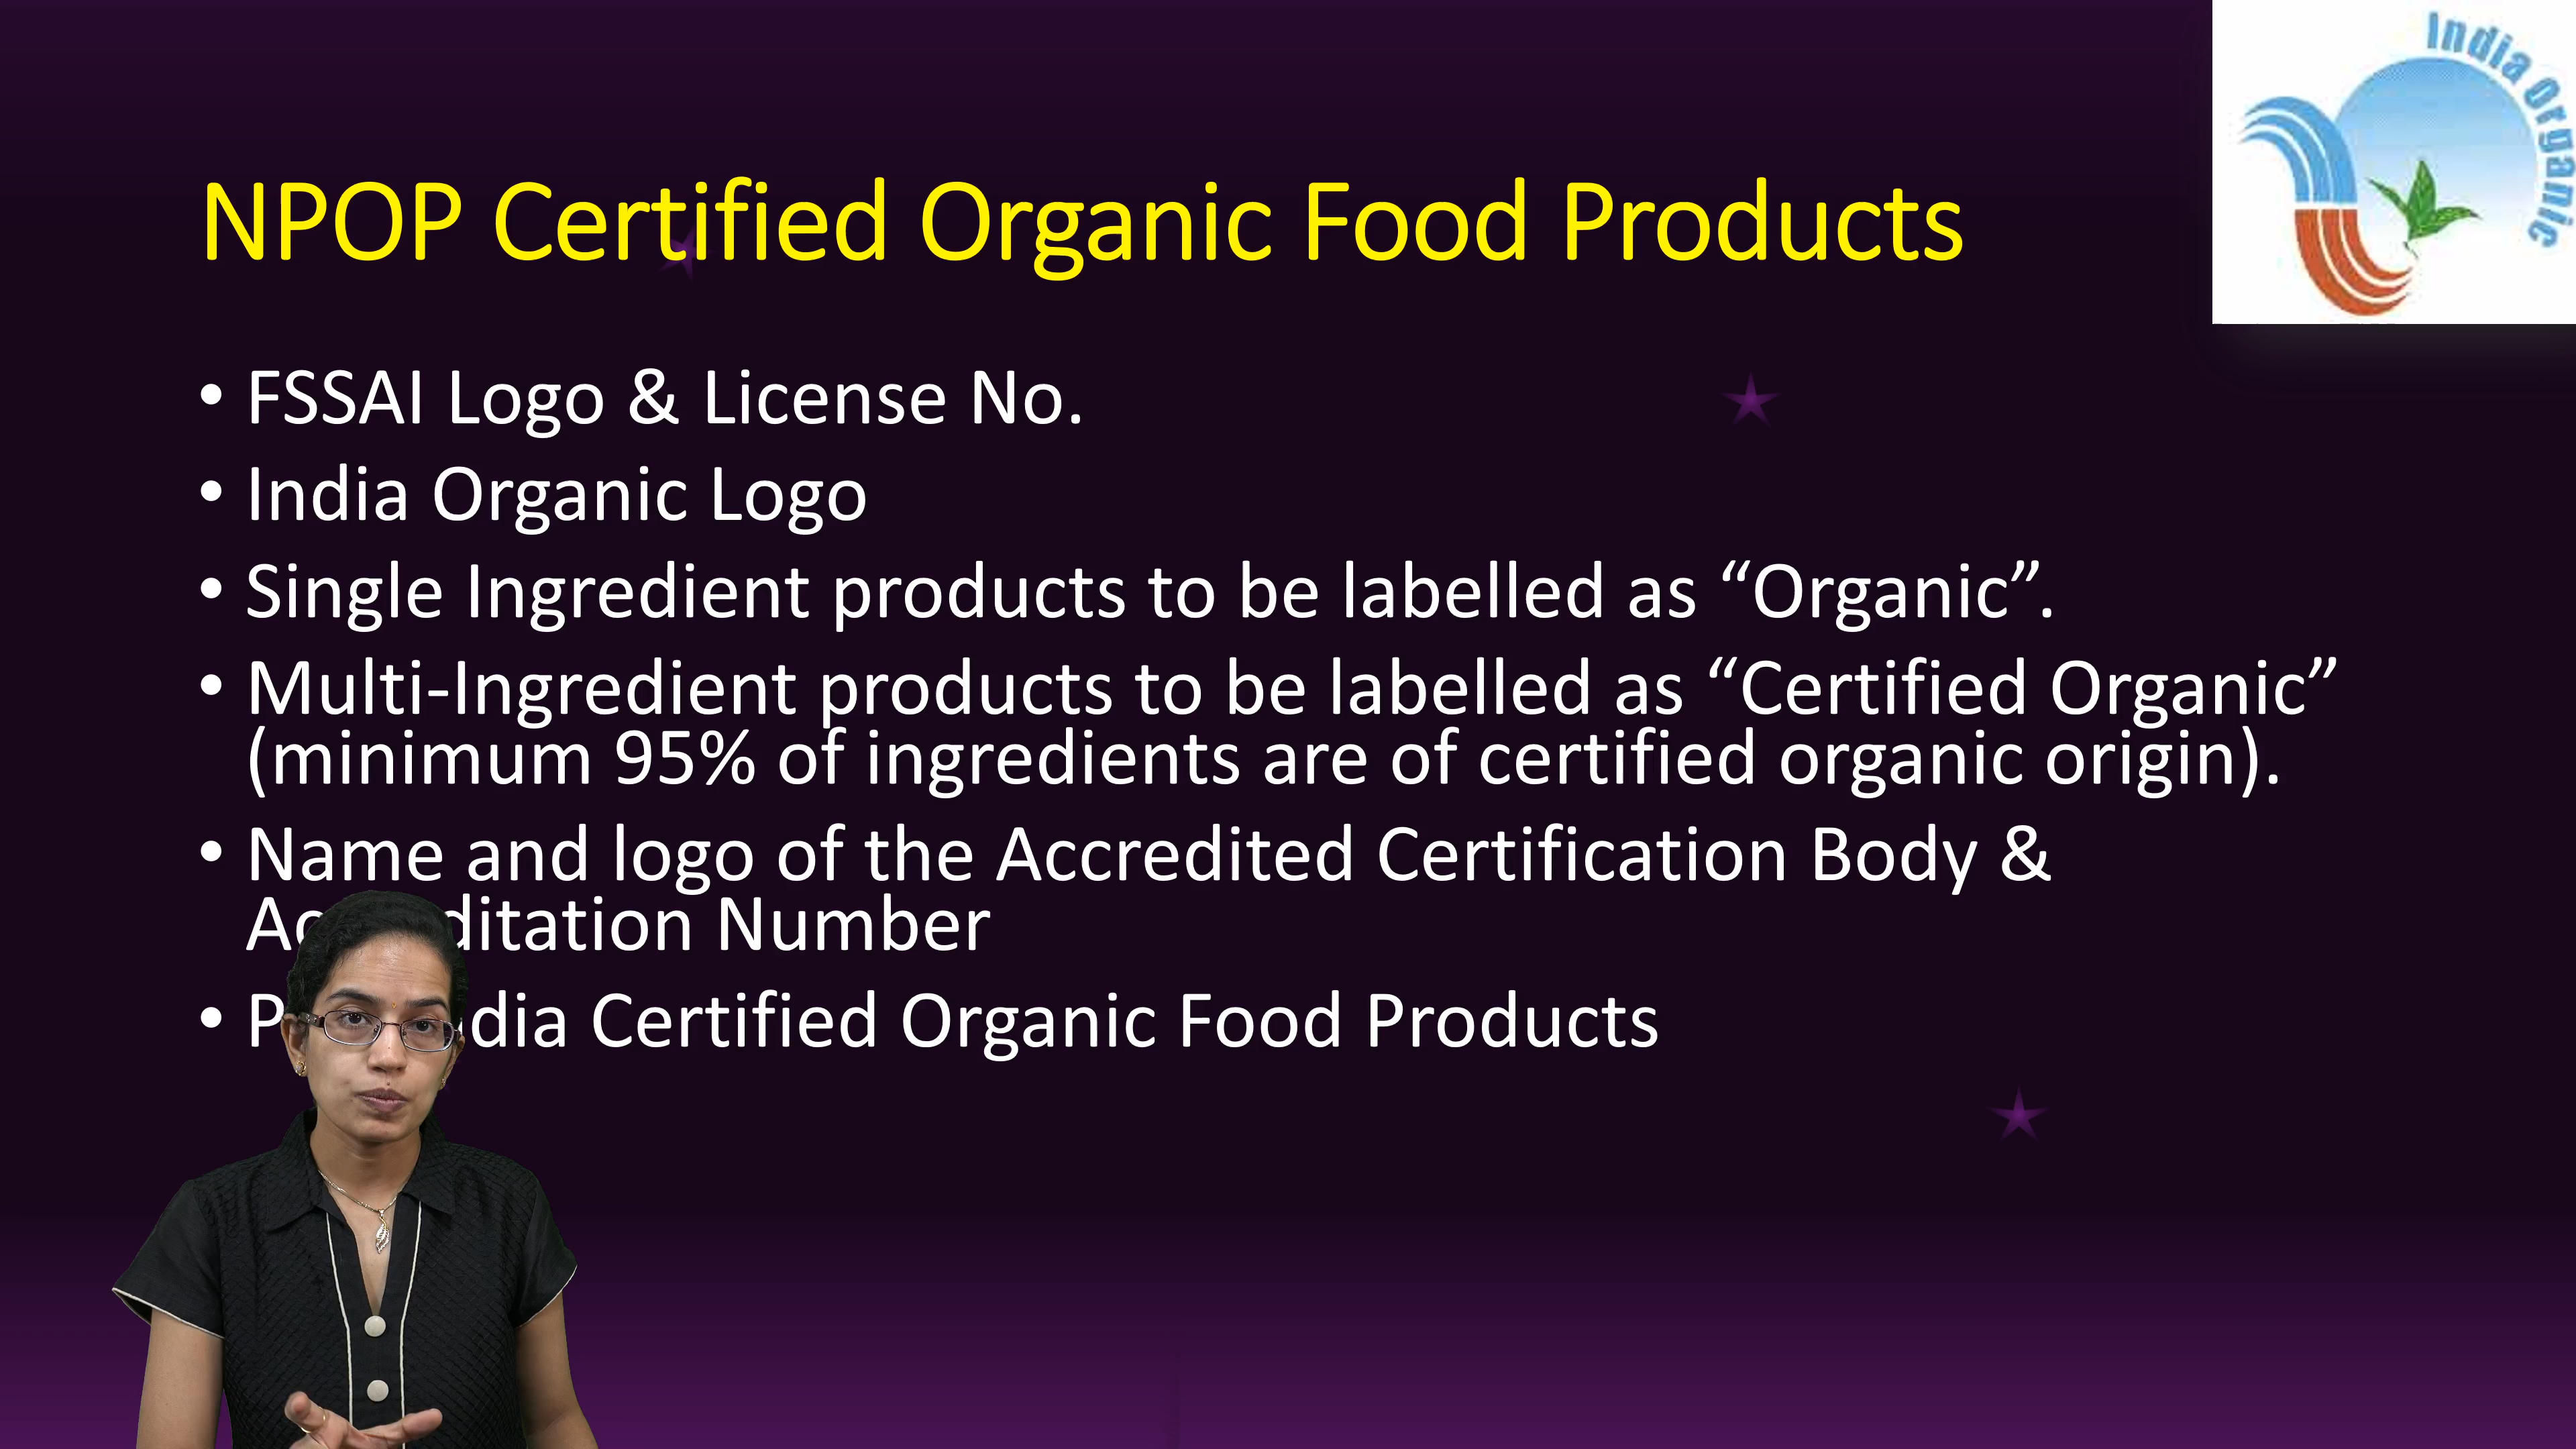 India Organic
NPOP Certified Organic Food Products
• FSSAI Logo & License No.
• India Organic Logo
• Single Ingredient products to be labelled as “Organic”.
• Multi-Ingredient products to be labelled as “Certified Organic”
(minimum 95% of ingredients are of certified organic origin).
• Name and logo of the Accredited Certification Body &
Number
• Certified Organic Food Products